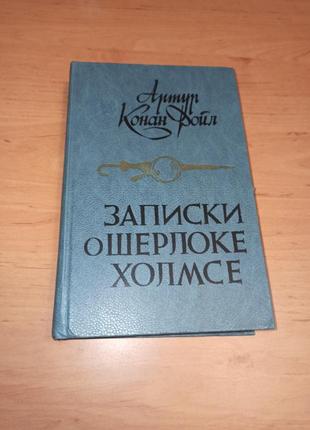 Артур
Конан Дойл
ЗАПИСКИ
О ШЕРЛОКЕ
ХОЛМСЕ